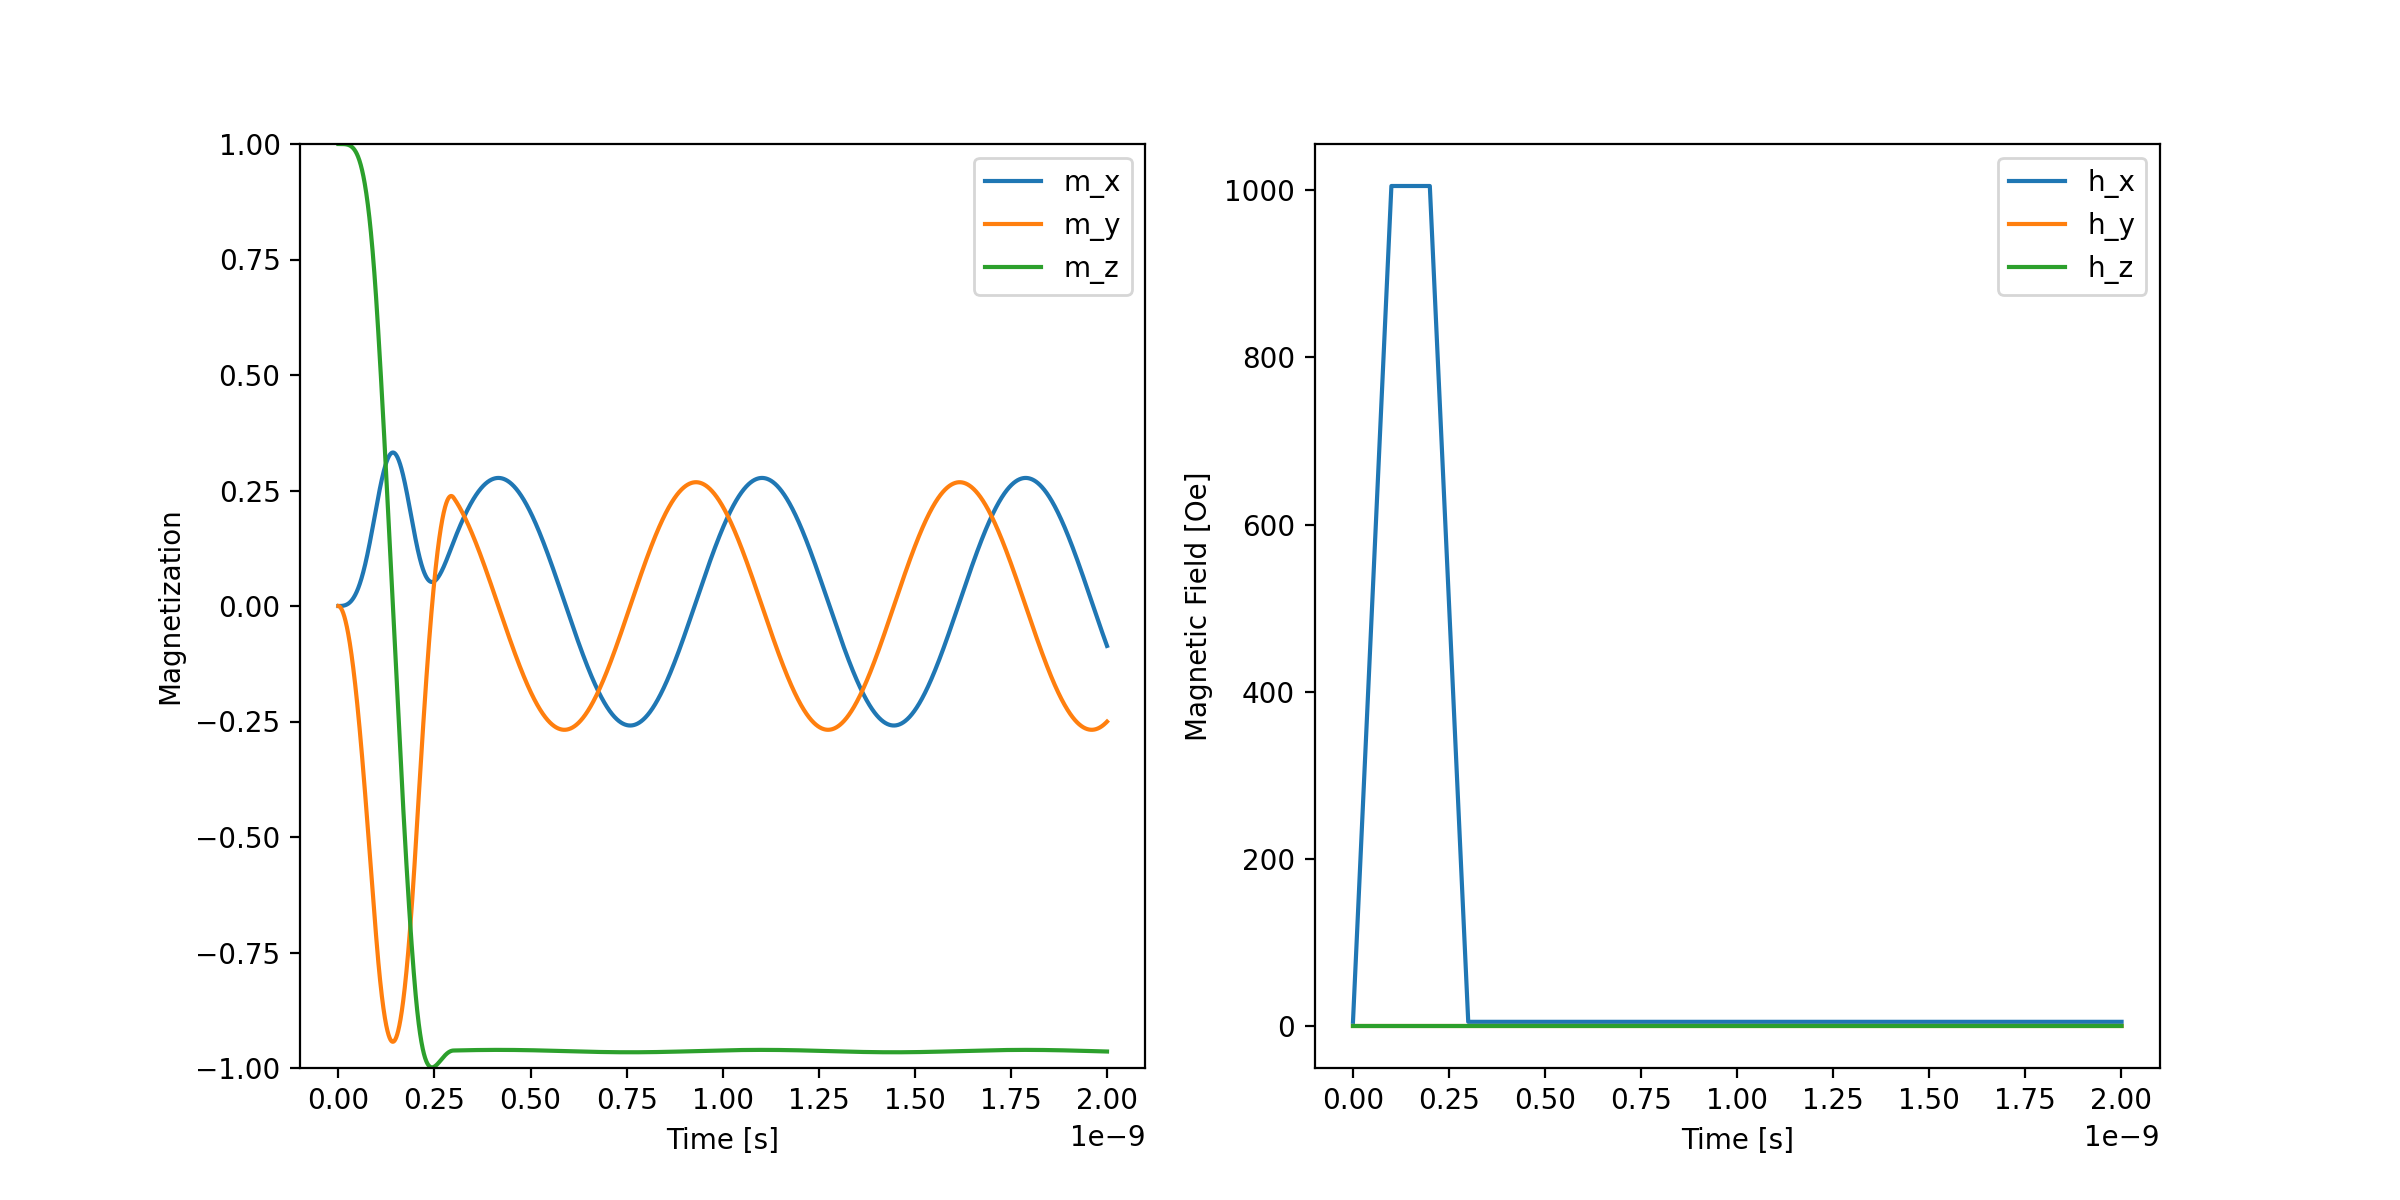 1.00
0.75
0.50
0.25
0.00
−0.25
−0.50
−0.75
−1.00
Magnetization
m_x
m_y
m_z
0.00 0.25 0.50 0.75 1.00 1.25 1.50 1.75 2.00
Time [s]
1e−9
1000
800
600
400
200
0
Magnetic Field [Oe]
h_x
h_y
h_z
0.00 0.25 0.50 0.75 1.00 1.25 1.50 1.75 2.00
Time [s]
1e−9